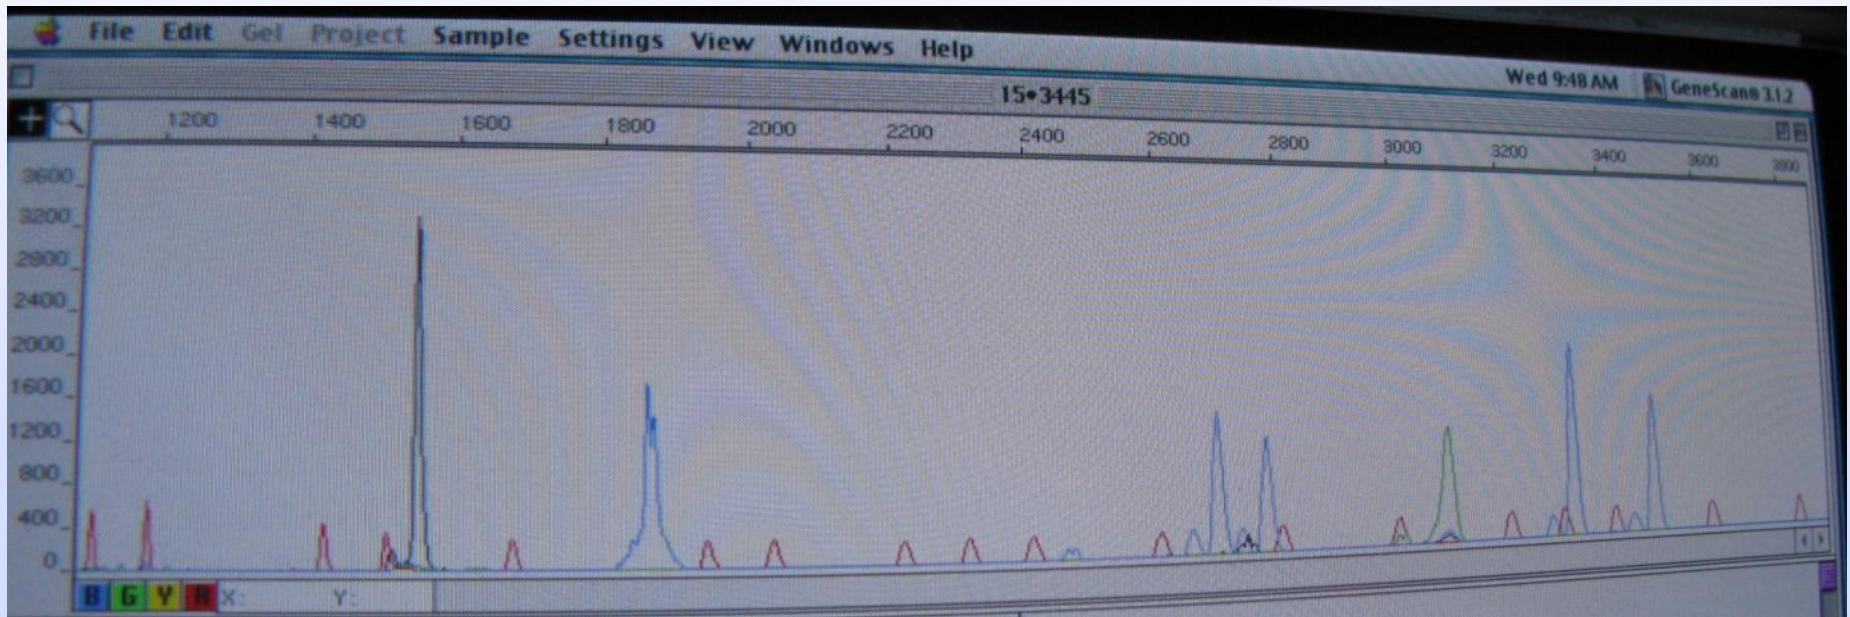 File Edit Gel Project Sample Settings View Windows Help
Wed 9:48 AM GeneScan® 3.1.2
15•3445
1200 1400 1600 1800 2000 2200 2400 2600 2800 3000 3200 3400 3600 3800
3600
3200
2800
2400
2000
1600
1200
800
400
0
B G Y R X: Y: